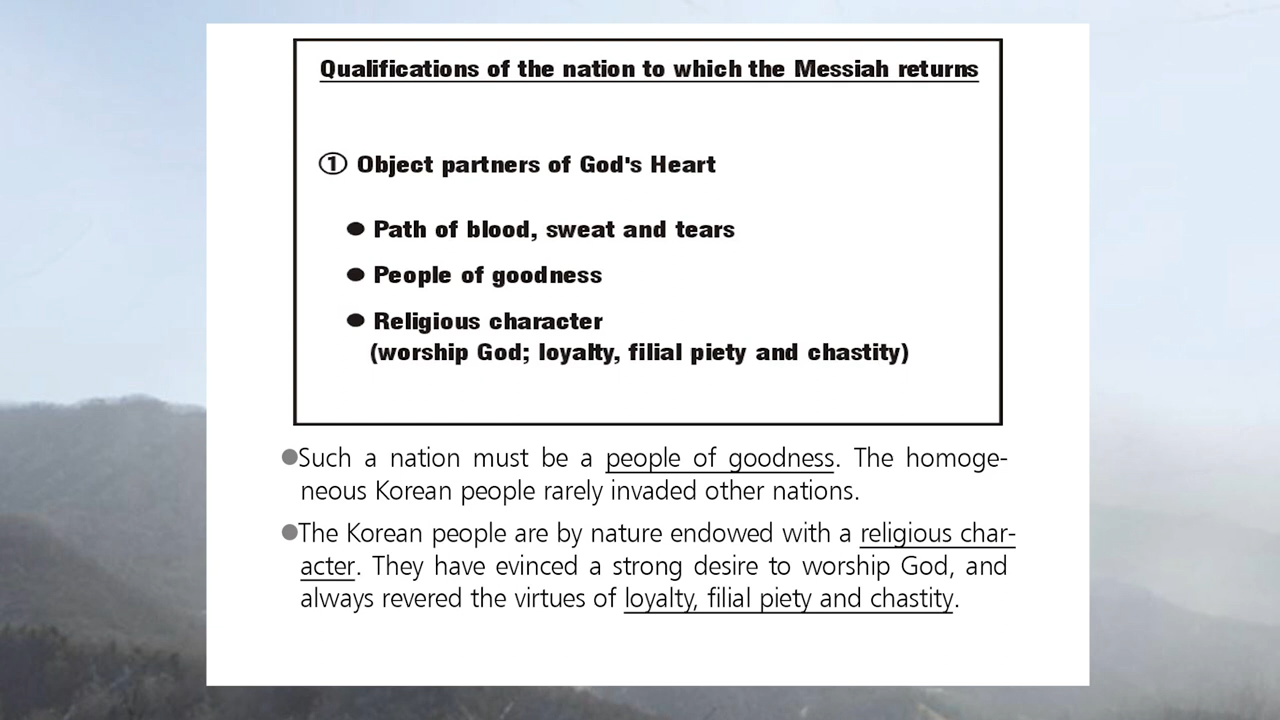 Qualifications of the nation to which the Messiah returns
① Object partners of God's Heart
● Path of blood, sweat and tears
● People of goodness
● Religious character
(worship God; loyalty, filial piety and chastity)
●Such a nation must be a people of goodness. The homoge-
neous Korean people rarely invaded other nations.
●The Korean people are by nature endowed with a religious char-
acter. They have evinced a strong desire to worship God, and
always revered the virtues of loyalty, filial piety and chastity.